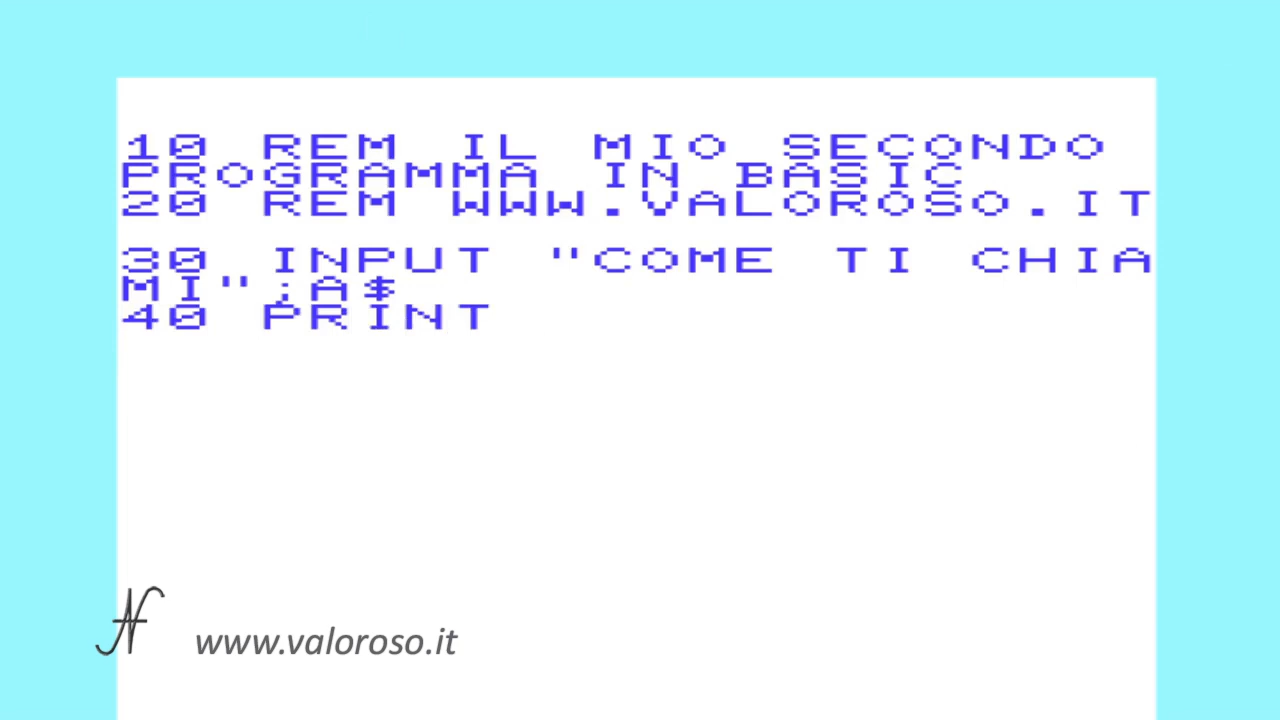 10 REM IL MIO SECONDO
PROGRAMMA IN BASIC
20 REM WWW.VALOROSO.IT
30 INPUT "COME TI CHIA
MI";A$
40 PRINT
www.valoroso.it